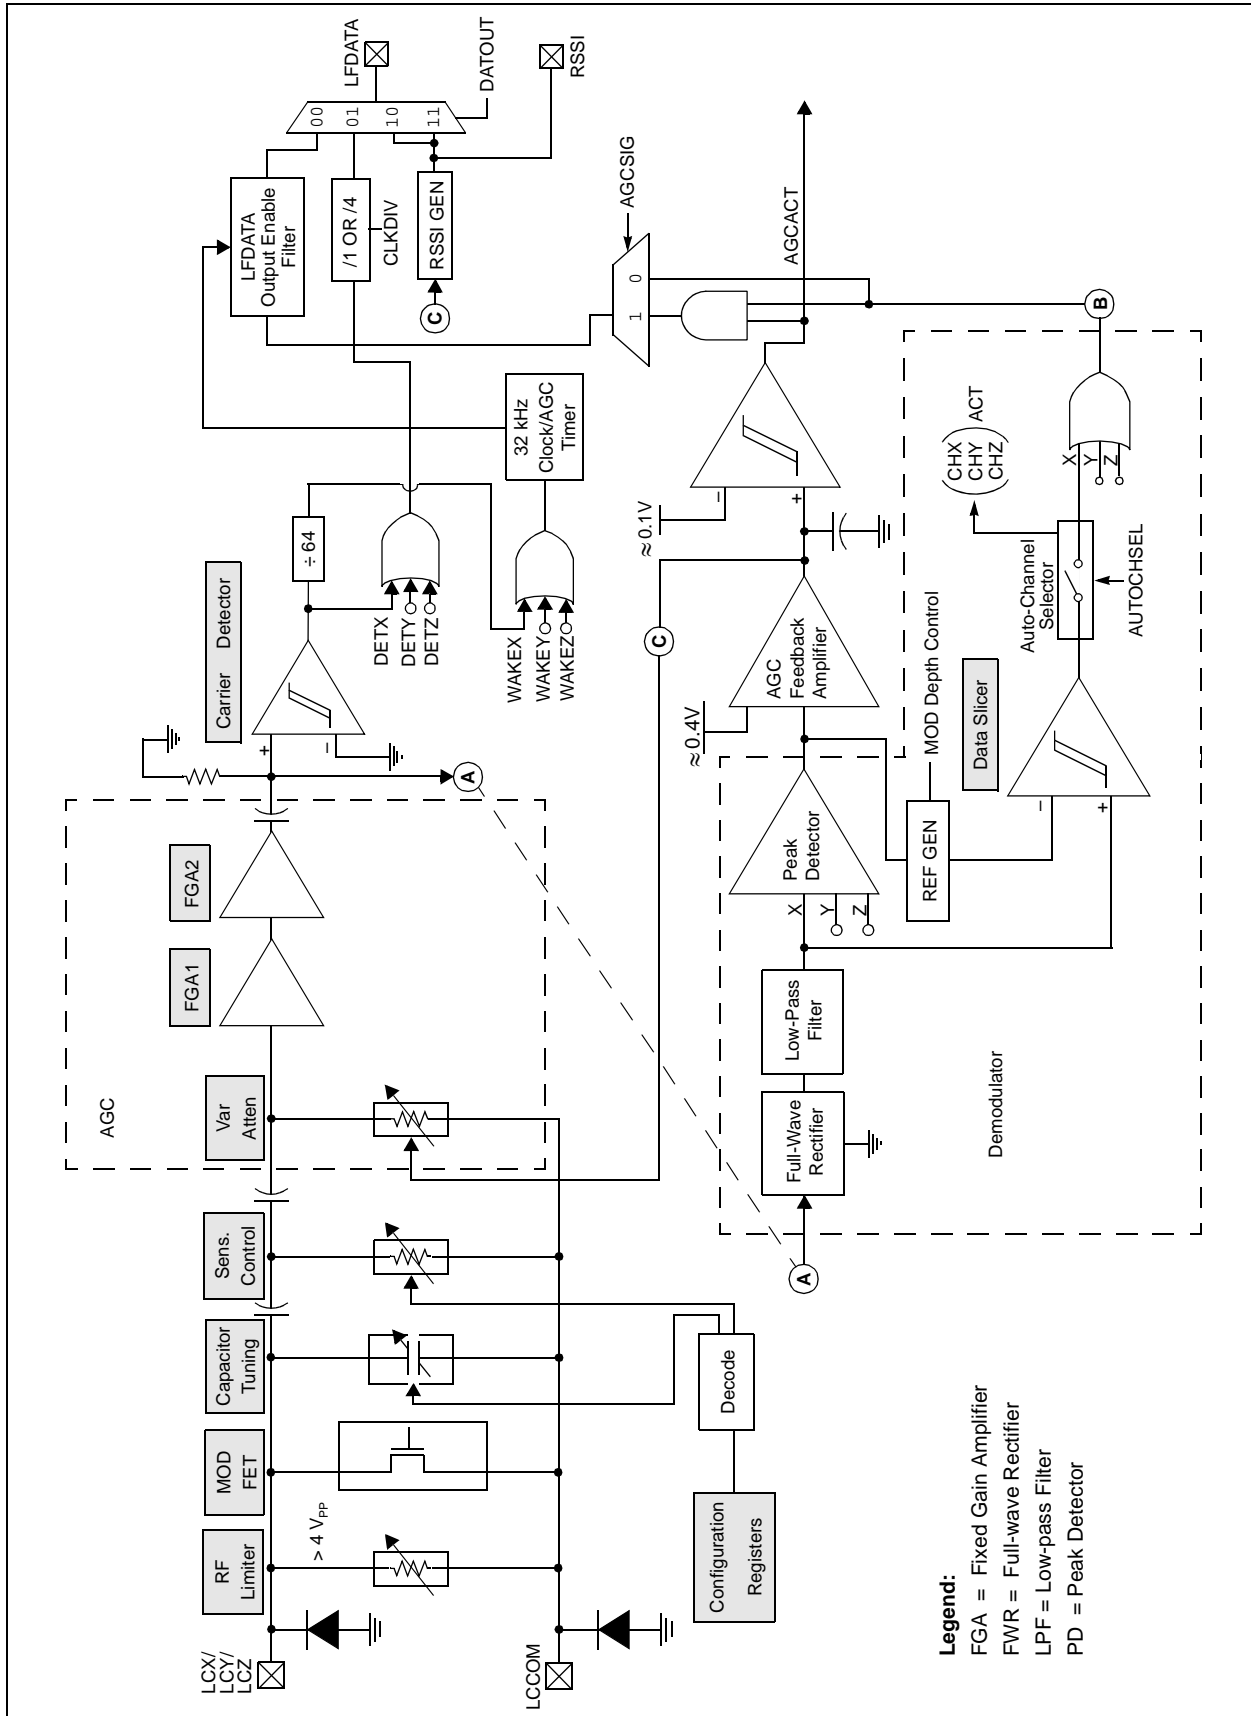 LCX/
LCY/
LCZ
LCCOM
RF
Limiter
> 4 VPP
MOD
FET
Capacitor
Tuning
Sens.
Control
Configuration
Registers
Decode
AGC
Var
Atten
FGA1
FGA2
Carrier Detector
+
–
A
÷ 64
DETX
DETY
DETZ
WAKEX
WAKEY
WAKEZ
32 kHz
Clock/AGC
Timer
LFDATA
Output Enable
Filter
/1 OR /4
CLKDIV
C
RSSI GEN
00
01
10
11
LFDATA
DATOUT
RSSI
A
Full-Wave
Rectifier
Low-Pass
Filter
X
Y
Z
Peak
Detector
≈ 0.4V
AGC
Feedback
Amplifier
C
≈ 0.1V
–
+
1 0
AGCSIG
AGCACT
Demodulator
REF GEN
MOD Depth Control
Data Slicer
–
+
Auto-Channel
Selector
AUTOCHSEL
CHX
CHY
CHZ
ACT
X
Y
Z
B
Legend:
FGA = Fixed Gain Amplifier
FWR = Full-wave Rectifier
LPF = Low-pass Filter
PD = Peak Detector